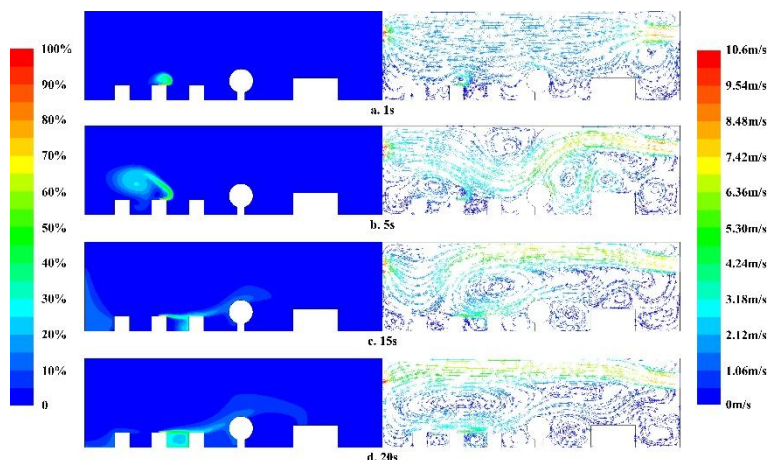 100%
90%
80%
70%
60%
50%
40%
30%
20%
10%
0
10.6m/s
9.54m/s
8.48m/s
7.42m/s
6.36m/s
5.30m/s
4.24m/s
3.18m/s
2.12m/s
1.06m/s
0m/s
a. 1s
b. 5s
c. 15s
d. 20s